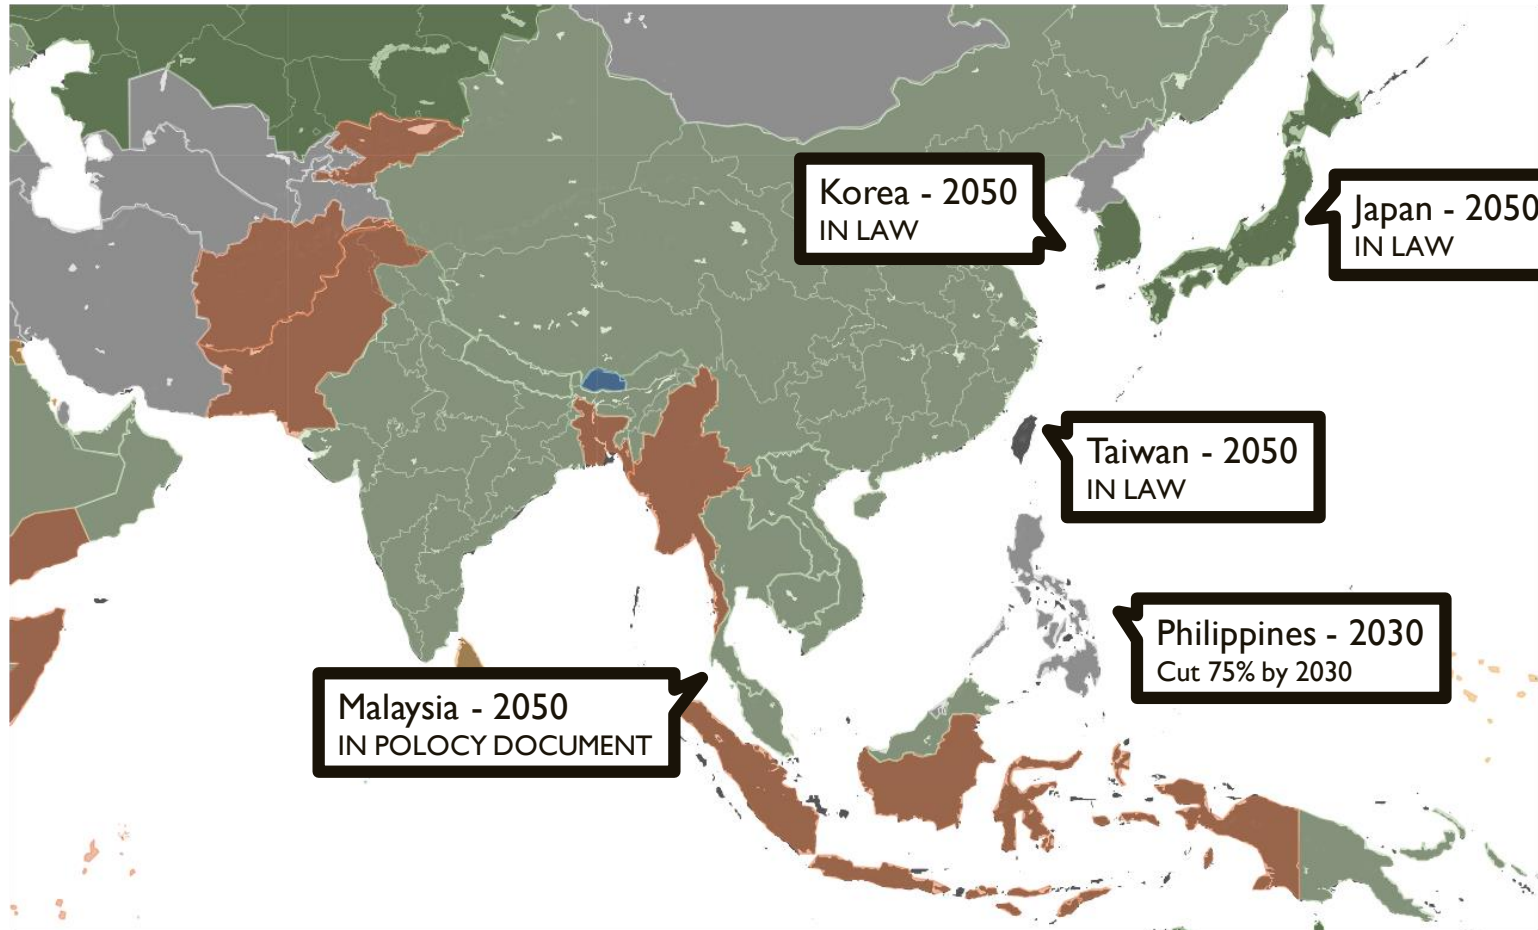 Korea - 2050
IN LAW
Japan - 2050
IN LAW
Taiwan - 2050
IN LAW
Philippines - 2030
Cut 75% by 2030
Malaysia - 2050
IN POLOCY DOCUMENT